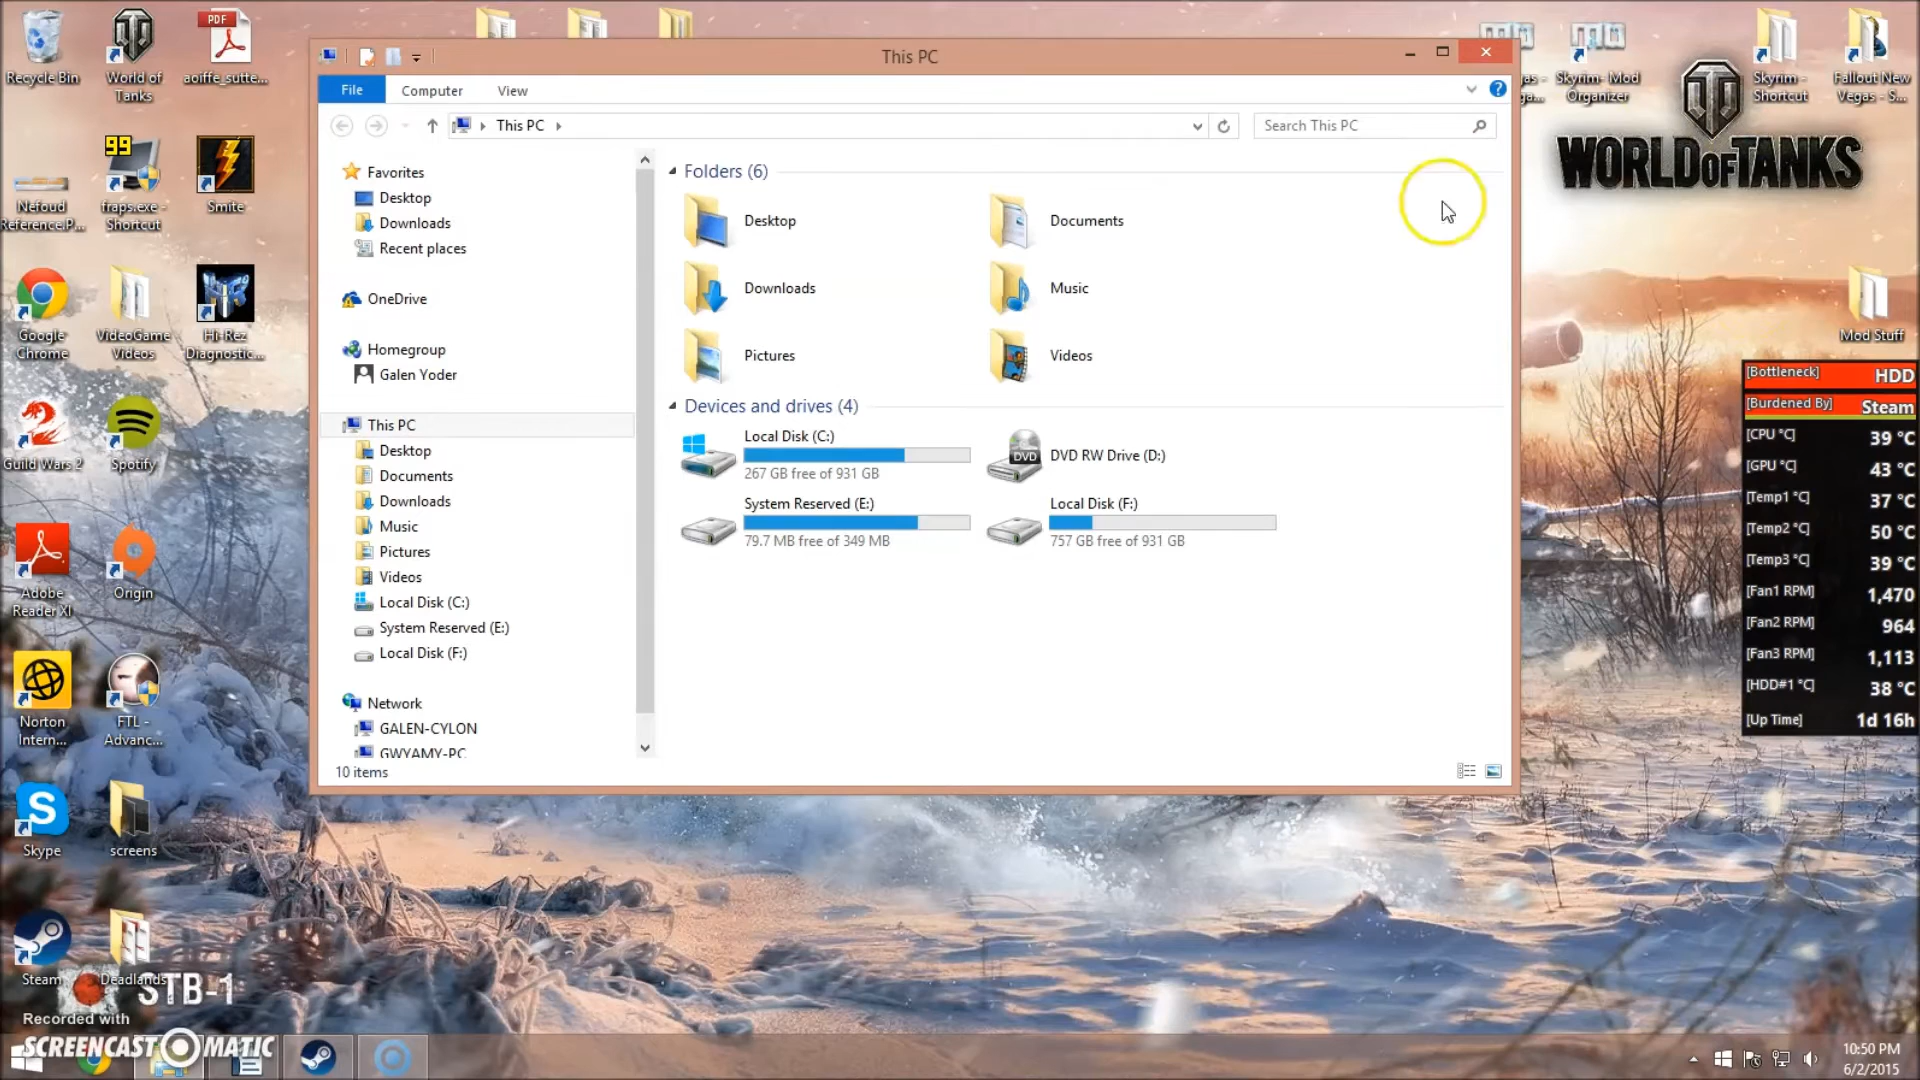 Recycle Bin
World of
Tanks
aoiffe_sutte...
PDF
Nefoud
Reference.P...
99
fraps.exe -
Shortcut
Smite
Google
Chrome
VideoGame
Videos
Hi-Rez
Diagnostic...
Guild Wars 2
Spotify
Adobe
Reader XI
Origin
Norton
Intern...
FTL -
Advanc...
Skype
screens
Steam
Deadlands
STB-1
Recorded with
SCREENCAST MATIC
This PC
File
Computer
View
This PC
Search This PC
Favorites
Desktop
Downloads
Recent places
OneDrive
Homegroup
Galen Yoder
This PC
Desktop
Documents
Downloads
Music
Pictures
Videos
Local Disk (C:)
System Reserved (E:)
Local Disk (F:)
Network
GALEN-CYLON
GWYAMY-PC
10 items
Folders (6)
Desktop
Documents
Downloads
Music
Pictures
Videos
Devices and drives (4)
Local Disk (C:)
267 GB free of 931 GB
DVD
DVD RW Drive (D:)
System Reserved (E:)
79.7 MB free of 349 MB
Local Disk (F:)
757 GB free of 931 GB
Skyrim- Mod
Organizer
Skyrim -
Shortcut
Fallout New
Vegas - S...
WORLD OF TANKS
Mod Stuff
[Bottleneck] HDD
[Burdened By] Steam
[CPU °C] 39 °C
[GPU °C] 43 °C
[Temp1 °C] 37 °C
[Temp2 °C] 50 °C
[Temp3 °C] 39 °C
[Fan1 RPM] 1,470
[Fan2 RPM] 964
[Fan3 RPM] 1,113
[HDD#1 °C] 38 °C
[Up Time] 1d 16h
10:50 PM
6/2/2015